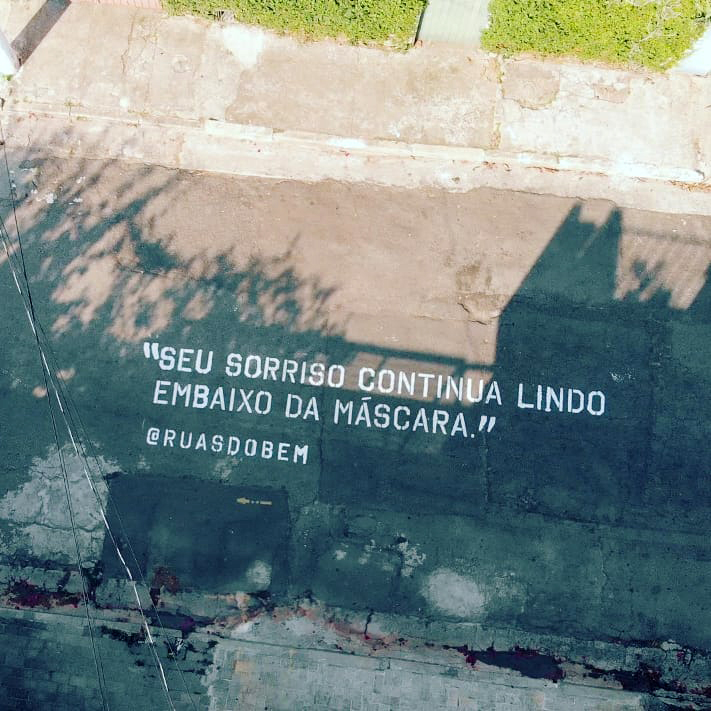 "SEU SORRISO CONTINUA LINDO
EMBAIXO DA MÁSCARA."
@RUASDOBEM